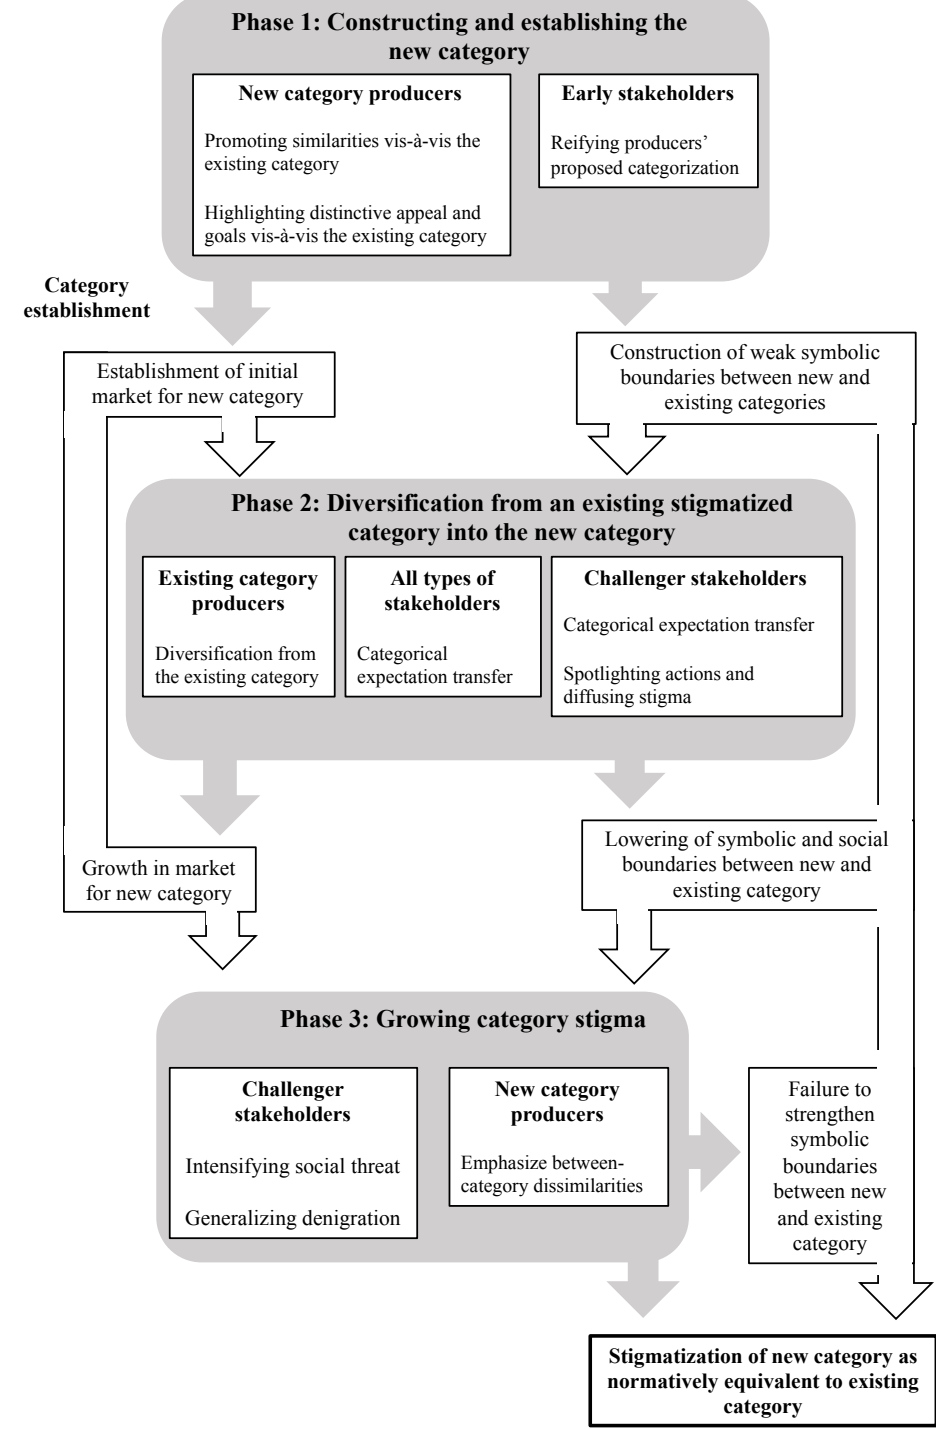 Phase 1: Constructing and establishing the
new category
New category producers
Promoting similarities vis-à-vis the
existing category
Highlighting distinctive appeal and
goals vis-à-vis the existing category
Early stakeholders
Reifying producers’
proposed categorization
Category
establishment
Establishment of initial
market for new category
Construction of weak symbolic
boundaries between new and
existing categories
Phase 2: Diversification from an existing stigmatized
category into the new category
Existing category
producers
Diversification from
the existing category
All types of
stakeholders
Categorical
expectation transfer
Challenger stakeholders
Categorical expectation transfer
Spotlighting actions and
diffusing stigma
Growth in market
for new category
Lowering of symbolic and social
boundaries between new and
existing category
Phase 3: Growing category stigma
Challenger
stakeholders
Intensifying social threat
Generalizing denigration
New category
producers
Emphasize between-
category dissimilarities
Failure to
strengthen
symbolic
boundaries
between new
and existing
category
Stigmatization of new category as
normatively equivalent to existing
category